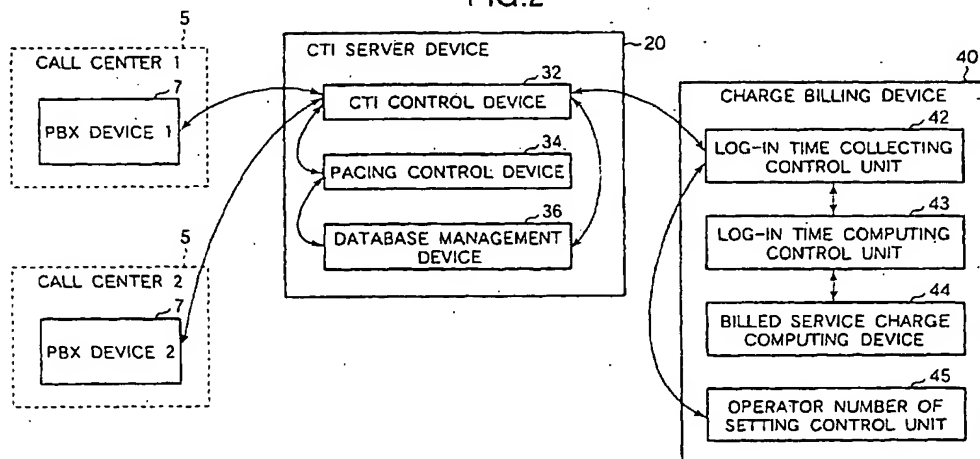 FIG.2
5
CALL CENTER 1
7
PBX DEVICE 1
5
CALL CENTER 2
7
PBX DEVICE 2
20
CTI SERVER DEVICE
32
CTI CONTROL DEVICE
34
PACING CONTROL DEVICE
36
DATABASE MANAGEMENT
DEVICE
40
CHARGE BILLING DEVICE
42
LOG-IN TIME COLLECTING
CONTROL UNIT
43
LOG-IN TIME COMPUTING
CONTROL UNIT
44
BILLED SERVICE CHARGE
COMPUTING DEVICE
45
OPERATOR NUMBER OF
SETTING CONTROL UNIT